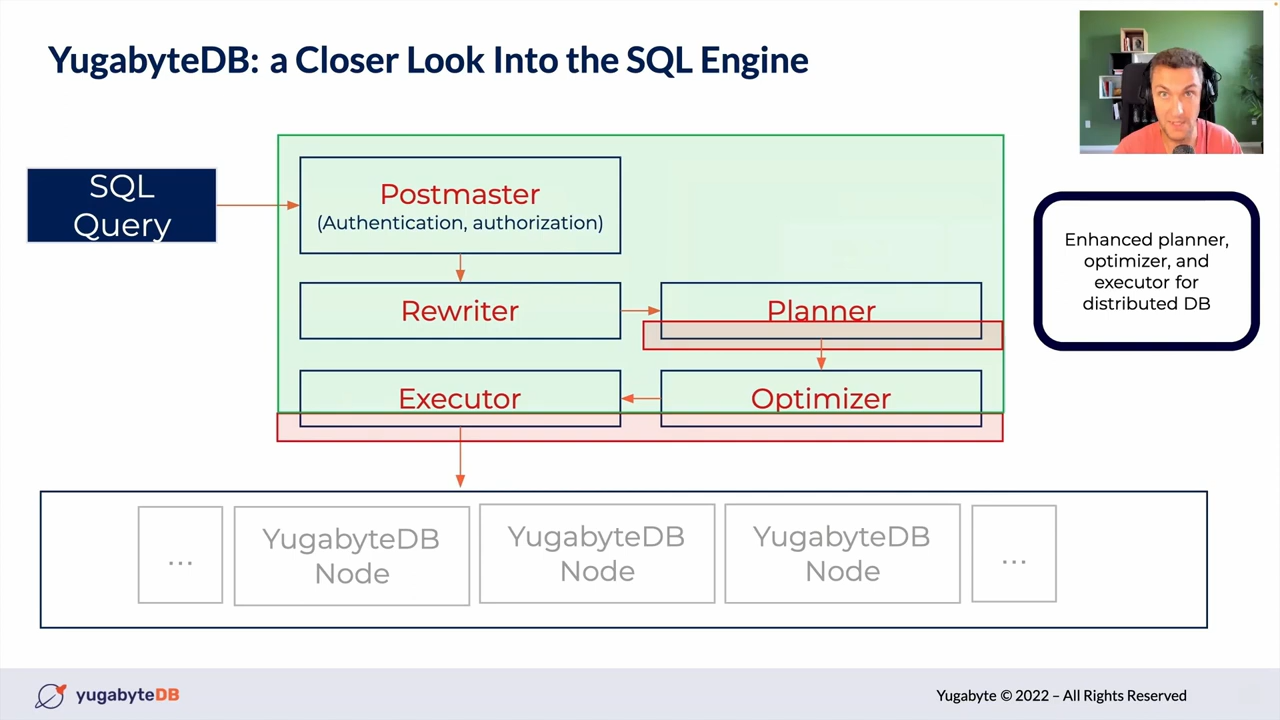 YugabyteDB: a Closer Look Into the SQL Engine
SQL
Query
Postmaster
(Authentication, authorization)
Rewriter
Planner
Executor
Optimizer
Enhanced planner,
optimizer, and
executor for
distributed DB
...
YugabyteDB
Node
YugabyteDB
Node
YugabyteDB
Node
...
yugabyteDB
Yugabyte © 2022 – All Rights Reserved